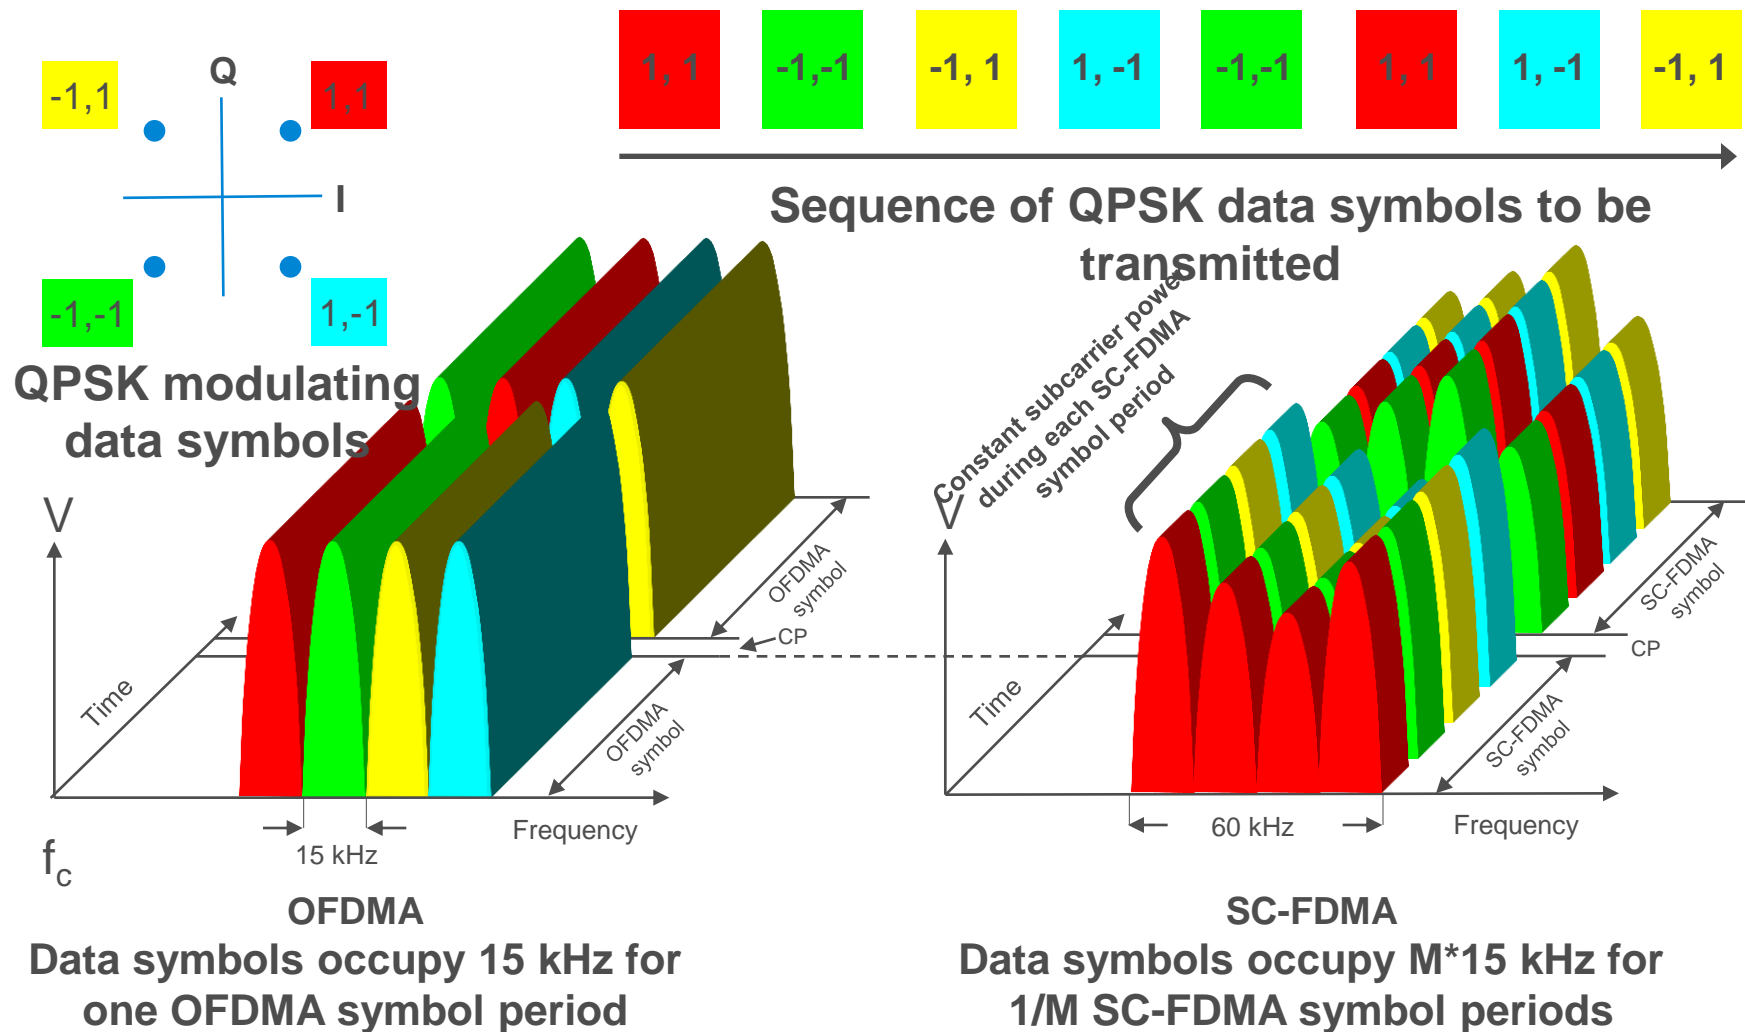 1, 1
-1,-1
-1, 1
1, -1
-1,-1
1, 1
1, -1
-1, 1
Sequence of QPSK data symbols to be
transmitted
Q
-1,1
1,1
I
-1,-1
1,-1
QPSK modulating
data symbols
V
Time
OFDMA
symbol
CP
OFDMA
symbol
15 kHz
Frequency
fc
OFDMA
Data symbols occupy 15 kHz for
one OFDMA symbol period
Constant subcarrier power
during each SC-FDMA
symbol period
V
Time
SC-FDMA
symbol
CP
SC-FDMA
symbol
60 kHz
Frequency
SC-FDMA
Data symbols occupy M*15 kHz for
1/M SC-FDMA symbol periods